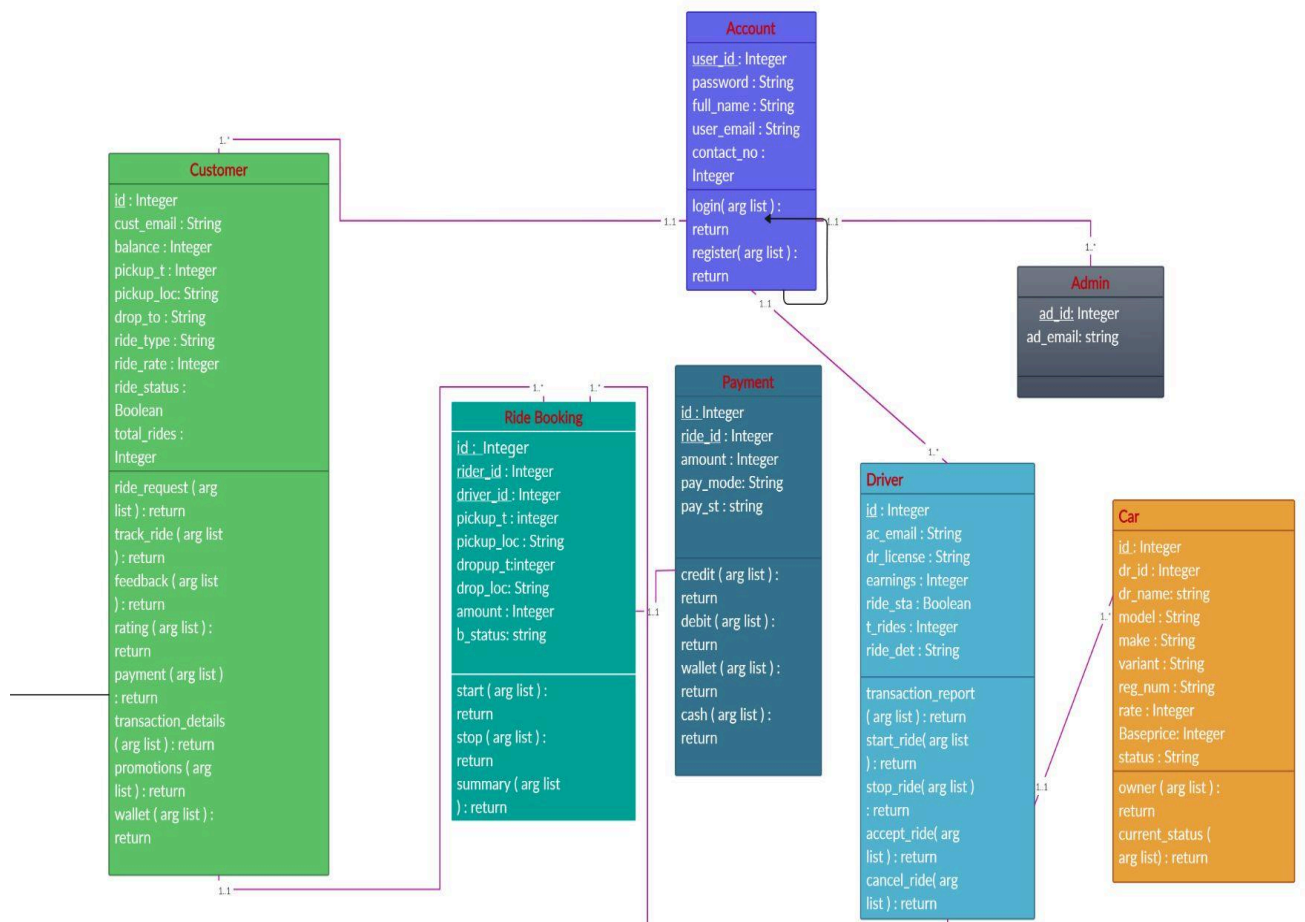 Account
user_id : Integer
password : String
full_name : String
user_email : String
contact_no :
Integer
login( arg list ) :
return
register( arg list ) :
return
1..*
1..1
1..1
1..*
1..1
Customer
id : Integer
cust_email : String
balance : Integer
pickup_t : Integer
pickup_loc: String
drop_to : String
ride_type : String
ride_rate : Integer
ride_status :
Boolean
total_rides :
Integer
ride_request ( arg
list ) : return
track_ride ( arg list
) : return
feedback ( arg list
) : return
rating ( arg list ) :
return
payment ( arg list )
: return
transaction_details
( arg list ) : return
promotions ( arg
list ) : return
wallet ( arg list ) :
return
1..1
Admin
ad_id: Integer
ad_email: string
1..*
1..*
Ride Booking
id : Integer
rider_id : Integer
driver_id : Integer
pickup_t : integer
pickup_loc : String
dropup_t:integer
drop_loc: String
amount : Integer
b_status: string
start ( arg list ) :
return
stop ( arg list ) :
return
summary ( arg list
) : return
1..1
Payment
id : Integer
ride_id : Integer
amount : Integer
pay_mode: String
pay_st : string
credit ( arg list ) :
return
debit ( arg list ) :
return
wallet ( arg list ) :
return
cash ( arg list ) :
return
1..*
Driver
id : Integer
ac_email : String
dr_license : String
earnings : Integer
ride_sta : Boolean
t_rides : Integer
ride_det : String
transaction_report
( arg list ) : return
start_ride( arg list
) : return
stop_ride( arg list )
: return
accept_ride( arg
list ) : return
cancel_ride( arg
list ) : return
1..1
1..*
Car
id : Integer
dr_id : Integer
dr_name: string
model : String
make : String
variant : String
reg_num : String
rate : Integer
Baseprice: Integer
status : String
owner ( arg list ) :
return
current_status (
arg list) : return